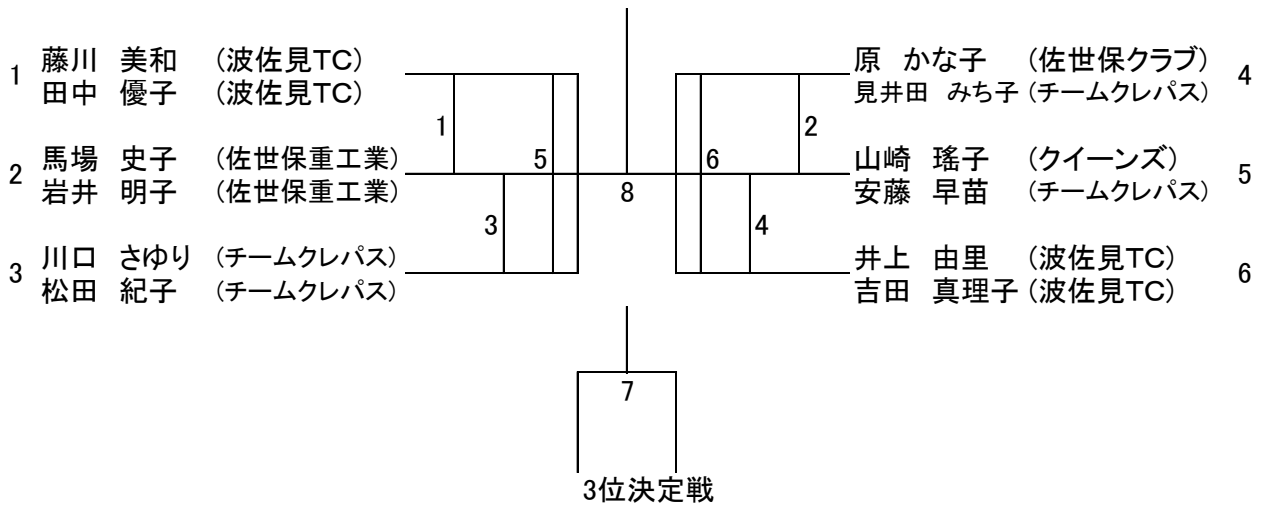 1 藤川 美和 (波佐見TC)
田中 優子 (波佐見TC)
2 馬場 史子 (佐世保重工業)
岩井 明子 (佐世保重工業)
3 川口 さゆり (チームクレパス)
松田 紀子 (チームクレパス)
1
5
3
8
6
2
4
原 かな子 (佐世保クラブ) 4
見井田 みち子 (チームクレパス)
山崎 瑤子 (クイーンズ) 5
安藤 早苗 (チームクレパス)
井上 由里 (波佐見TC) 6
吉田 真理子 (波佐見TC)
7
3位決定戦